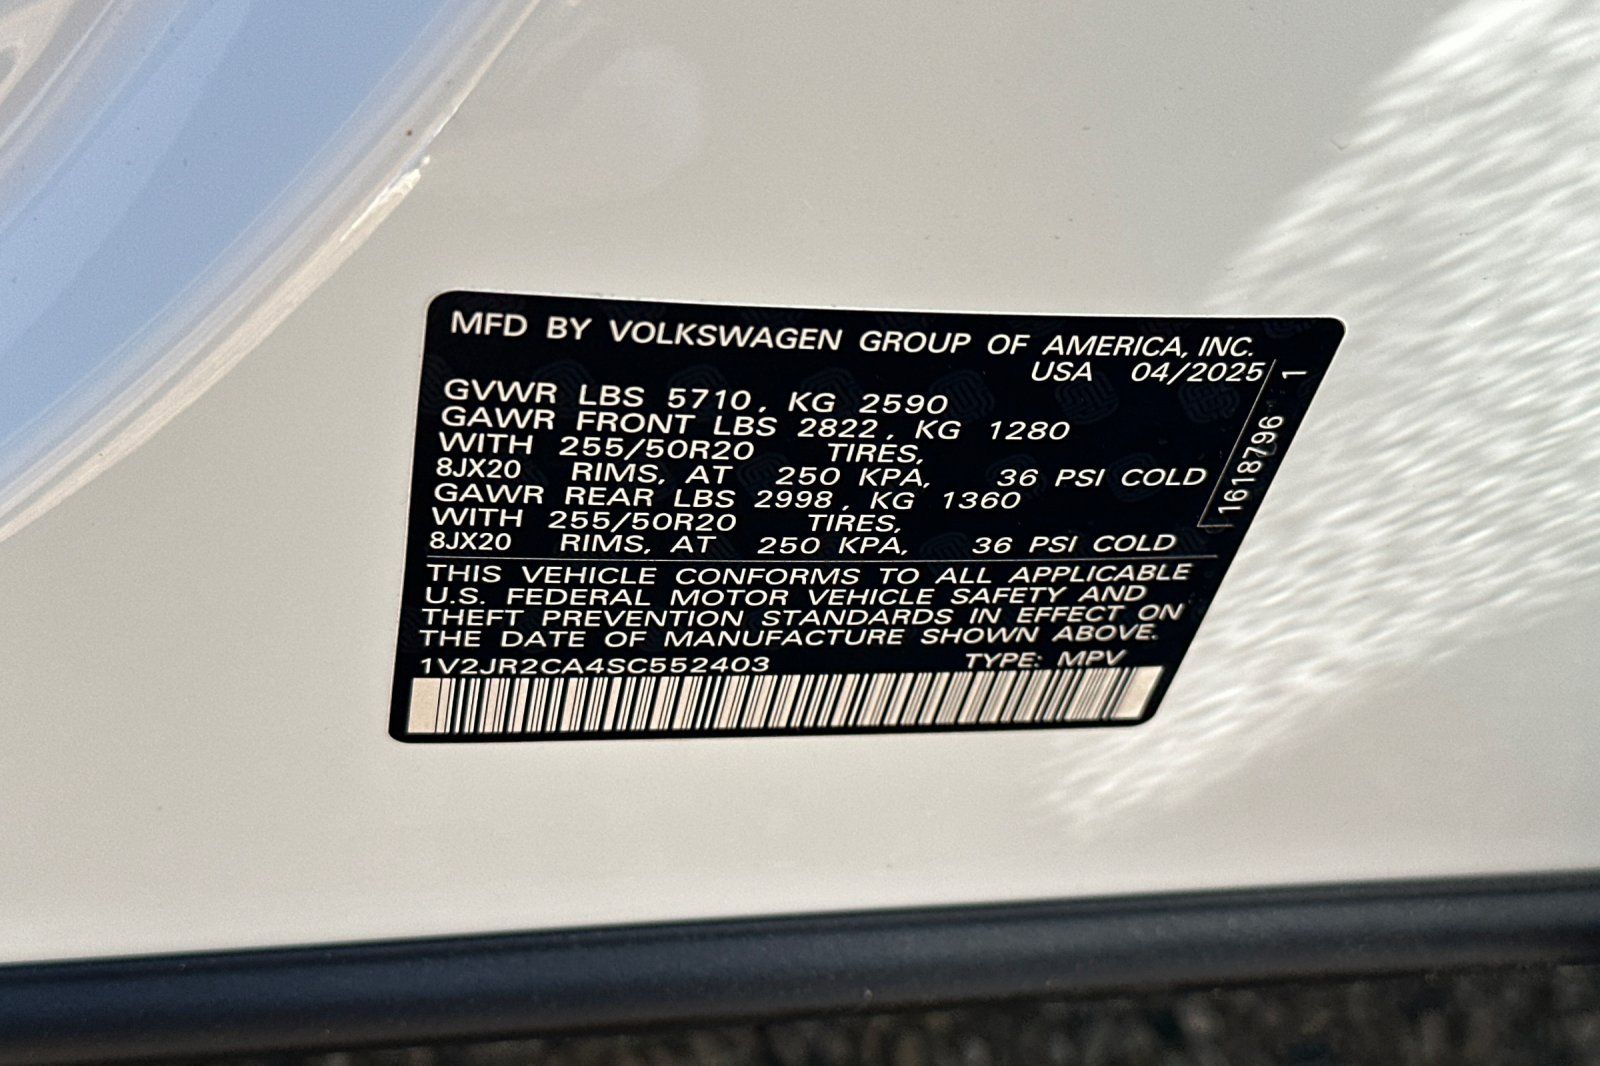 MFD BY VOLKSWAGEN GROUP OF AMERICA, INC.
USA 04/2025
GVWR LBS 5710, KG 2590
GAWR FRONT LBS 2822, KG 1280
WITH 255/50R20 TIRES,
8JX20 RIMS, AT 250 KPA, 36 PSI COLD
GAWR REAR LBS 2998, KG 1360
WITH 255/50R20 TIRES,
8JX20 RIMS, AT 250 KPA, 36 PSI COLD
THIS VEHICLE CONFORMS TO ALL APPLICABLE
U.S. FEDERAL MOTOR VEHICLE SAFETY AND
THEFT PREVENTION STANDARDS IN EFFECT ON
THE DATE OF MANUFACTURE SHOWN ABOVE.
1V2JR2CA4SC552403 TYPE: MPV
1618796 1